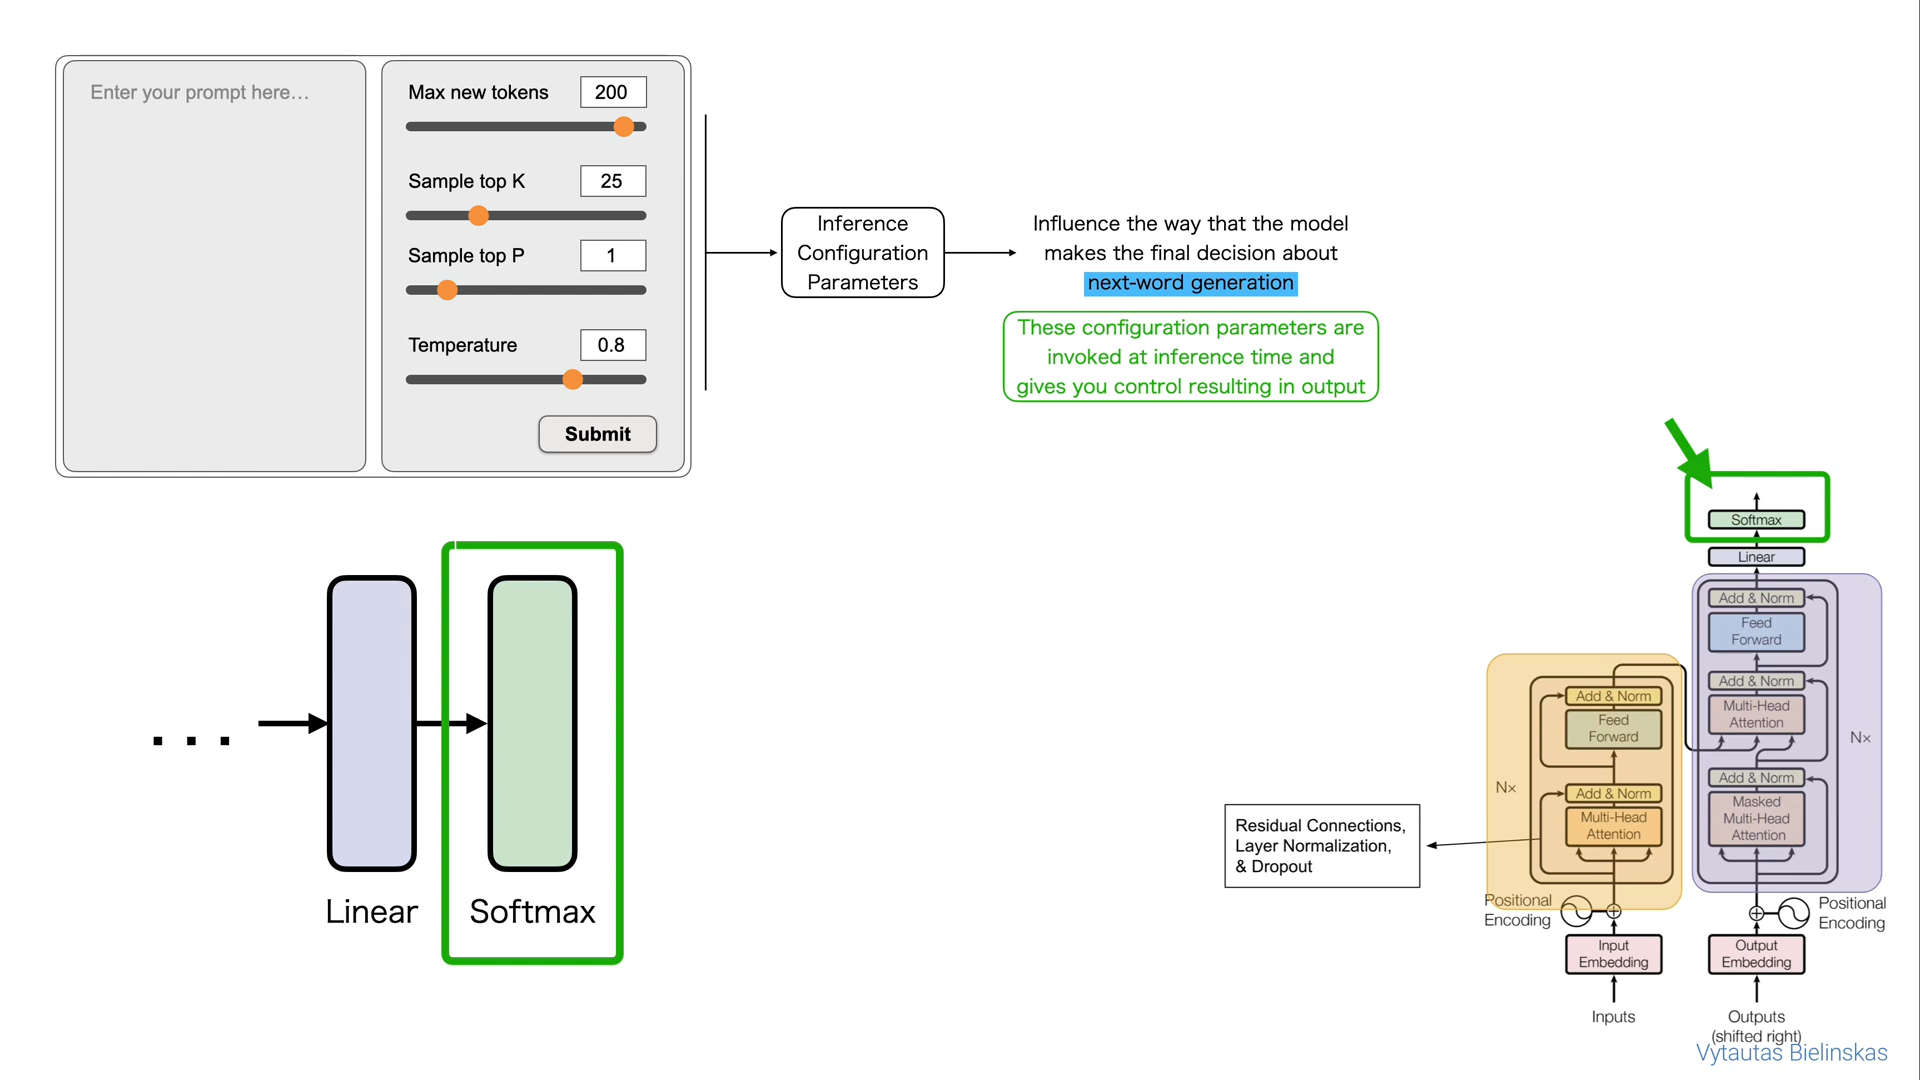 Enter your prompt here…
Max new tokens 200
Sample top K 25
Sample top P 1
Temperature 0.8
Submit
Inference
Configuration
Parameters
Influence the way that the model
makes the final decision about
next-word generation
These configuration parameters are
invoked at inference time and
gives you control resulting in output
. . .
Linear
Softmax
Softmax
Linear
Add & Norm
Feed
Forward
Add & Norm
Multi-Head
Attention
N×
Add & Norm
Masked
Multi-Head
Attention
Add & Norm
Feed
Forward
N×
Add & Norm
Multi-Head
Attention
Residual Connections,
Layer Normalization,
& Dropout
Positional
Encoding
Positional
Encoding
Input
Embedding
Output
Embedding
Inputs
Outputs
(shifted right)
Vytautas Bielinskas